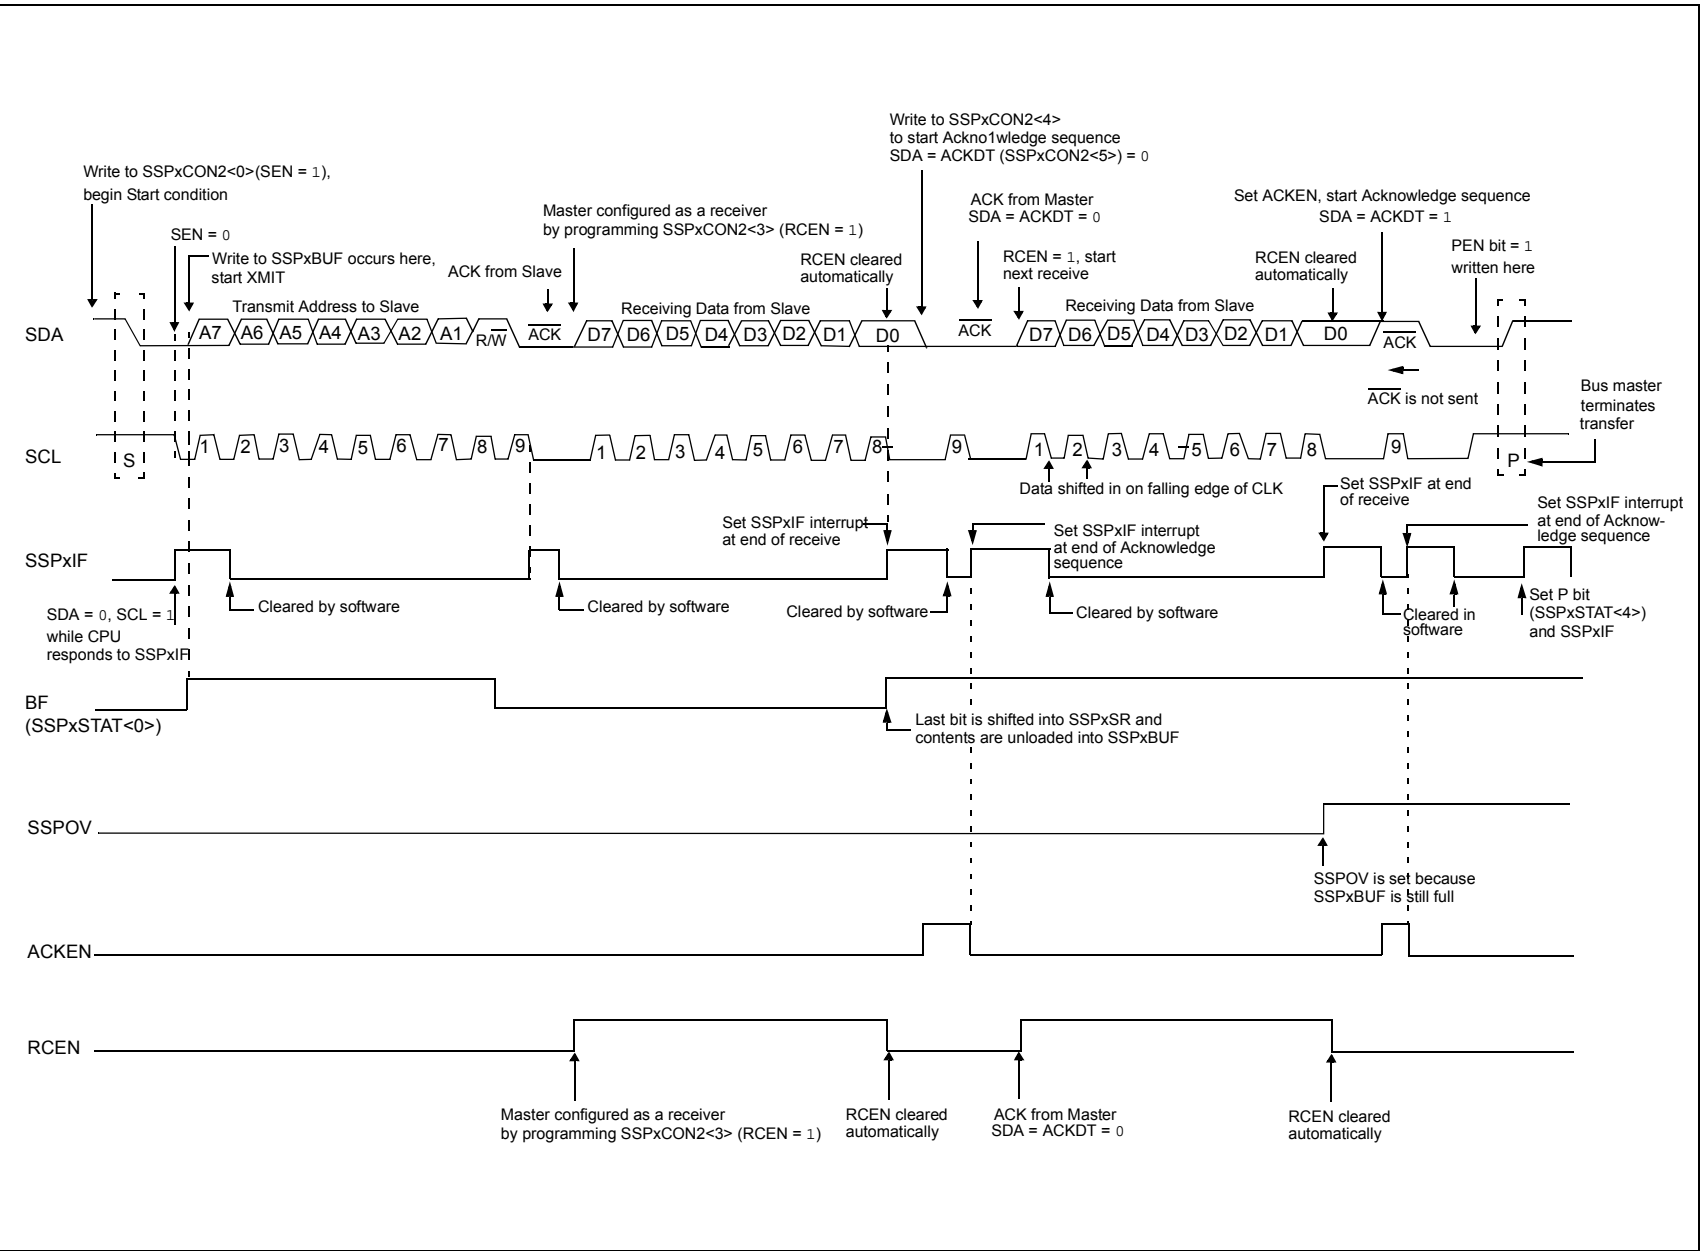 Write to SSPxCON2<4>
to start Ackno1wledge sequence
SDA = ACKDT (SSPxCON2<5>) = 0
Write to SSPxCON2<0>(SEN = 1),
begin Start condition
SEN = 0
Write to SSPxBUF occurs here,
start XMIT
ACK from Slave
Master configured as a receiver
by programming SSPxCON2<3> (RCEN = 1)
RCEN cleared
automatically
ACK from Master
SDA = ACKDT = 0
RCEN = 1, start
next receive
Set ACKEN, start Acknowledge sequence
SDA = ACKDT = 1
RCEN cleared
automatically
PEN bit = 1
written here
Transmit Address to Slave
Receiving Data from Slave
Receiving Data from Slave
SDA
A7 A6 A5 A4 A3 A2 A1 R/W ACK D7 D6 D5 D4 D3 D2 D1 D0 ACK D7 D6 D5 D4 D3 D2 D1 D0 ACK
ACK is not sent
Bus master
terminates
transfer
SCL
S 1 2 3 4 5 6 7 8 9 1 2 3 4 5 6 7 8 9 1 2 3 4 5 6 7 8 9 P
Data shifted in on falling edge of CLK
Set SSPxIF at end
of receive
Set SSPxIF interrupt
at end of receive
Set SSPxIF interrupt
at end of Acknowledge
sequence
Set SSPxIF interrupt
at end of Acknow-
ledge sequence
SSPxIF
SDA = 0, SCL = 1
while CPU
responds to SSPxIF
Cleared by software
Cleared by software
Cleared by software
Cleared by software
Cleared in
software
Set P bit
(SSPxSTAT<4>)
and SSPxIF
BF
(SSPxSTAT<0>)
Last bit is shifted into SSPxSR and
contents are unloaded into SSPxBUF
SSPOV
SSPOV is set because
SSPxBUF is still full
ACKEN
RCEN
Master configured as a receiver
by programming SSPxCON2<3> (RCEN = 1)
RCEN cleared
automatically
ACK from Master
SDA = ACKDT = 0
RCEN cleared
automatically